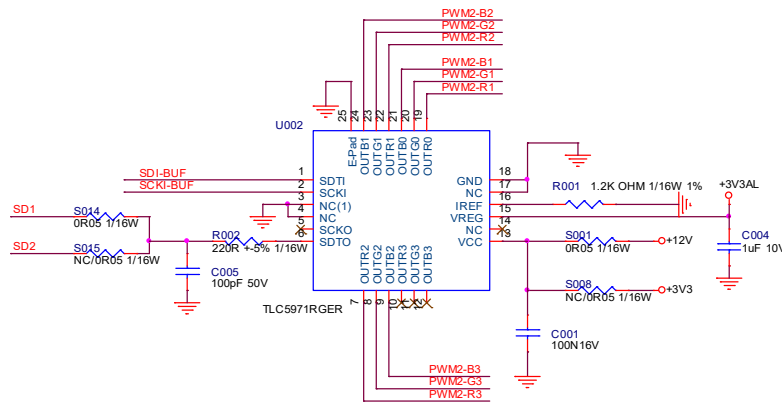 PWM2-B2
PWM2-G2
PWM2-R2
PWM2-B1
PWM2-G1
PWM2-R1
25
24
23
22
21
20
19
U002
E-Pad
OUTB1
OUTG1
OUTR1
OUTB0
OUTG0
OUTR0
SDI-BUF
1
SDTI
SCKI-BUF
2
SCKI
3
NC(1)
4
NC
5
SCKO
6
SDTO
GND
18
NC
17
IREF
16
VREG
15
NC
14
VCC
13
R001
1.2K OHM 1/16W 1%
+3V3AL
SD1
S014
0R05 1/16W
SD2
S015
NC/0R05 1/16W
R002
220R +-5% 1/16W
C005
100pF 50V
S001
0R05 1/16W
+12V
C004
1uF 10V
S008
NC/0R05 1/16W
+3V3
C001
100N16V
OUTR2
OUTG2
OUTB2
OUTR3
OUTG3
OUTB3
TLC5971RGER
7
8
9
10
11
12
PWM2-B3
PWM2-G3
PWM2-R3